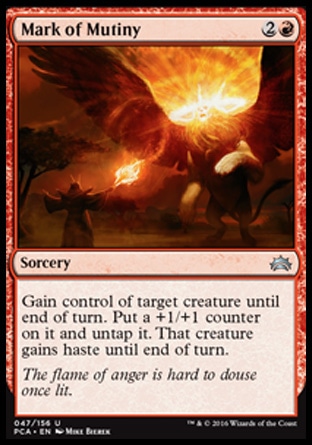 Mark of Mutiny 2
Sorcery
Gain control of target creature until
end of turn. Put a +1/+1 counter
on it and untap it. That creature
gains haste until end of turn.
The flame of anger is hard to douse
once lit.
047/156 U
PCA • EN Mike Bierek
™ & © 2016 Wizards of the Coast